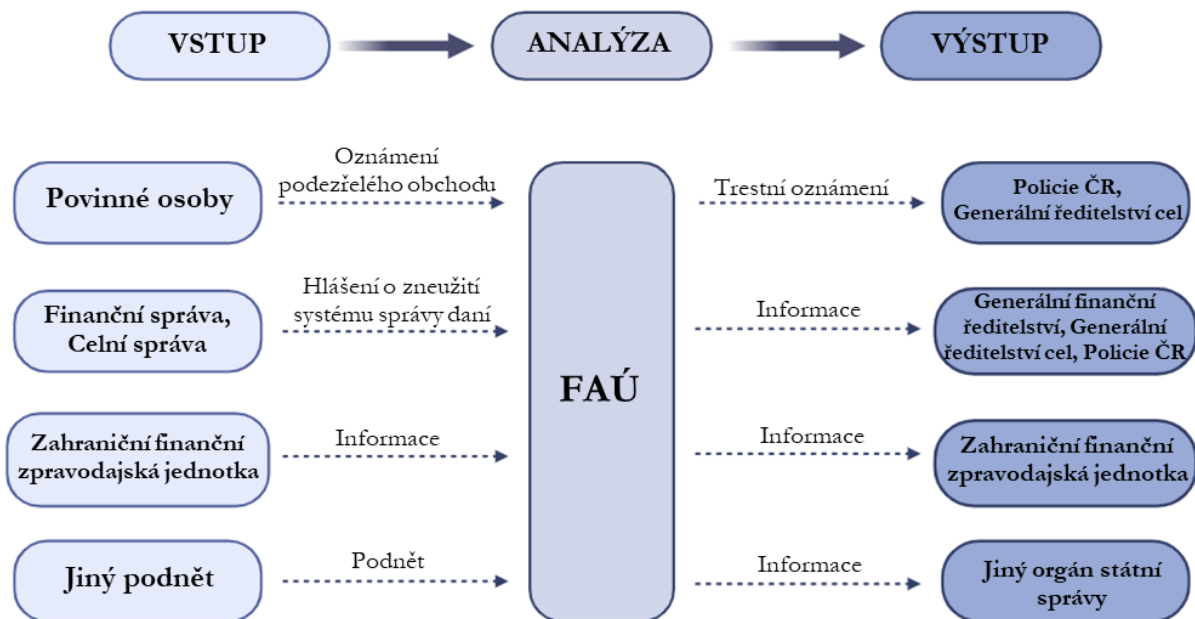 VSTUP
ANALÝZA
VÝSTUP
Povinné osoby
Oznámení
podezřelého obchodu
Trestní oznámení
Policie ČR,
Generální ředitelství cel
Finanční správa,
Celní správa
Hlášení o zneužití
systému správy daní
FAÚ
Informace
Generální finanční
ředitelství, Generální
ředitelství cel, Policie ČR
Zahraniční finanční
zpravodajská jednotka
Informace
Informace
Zahraniční finanční
zpravodajská jednotka
Jiný podnět
Podnět
Informace
Jiný orgán státní
správy